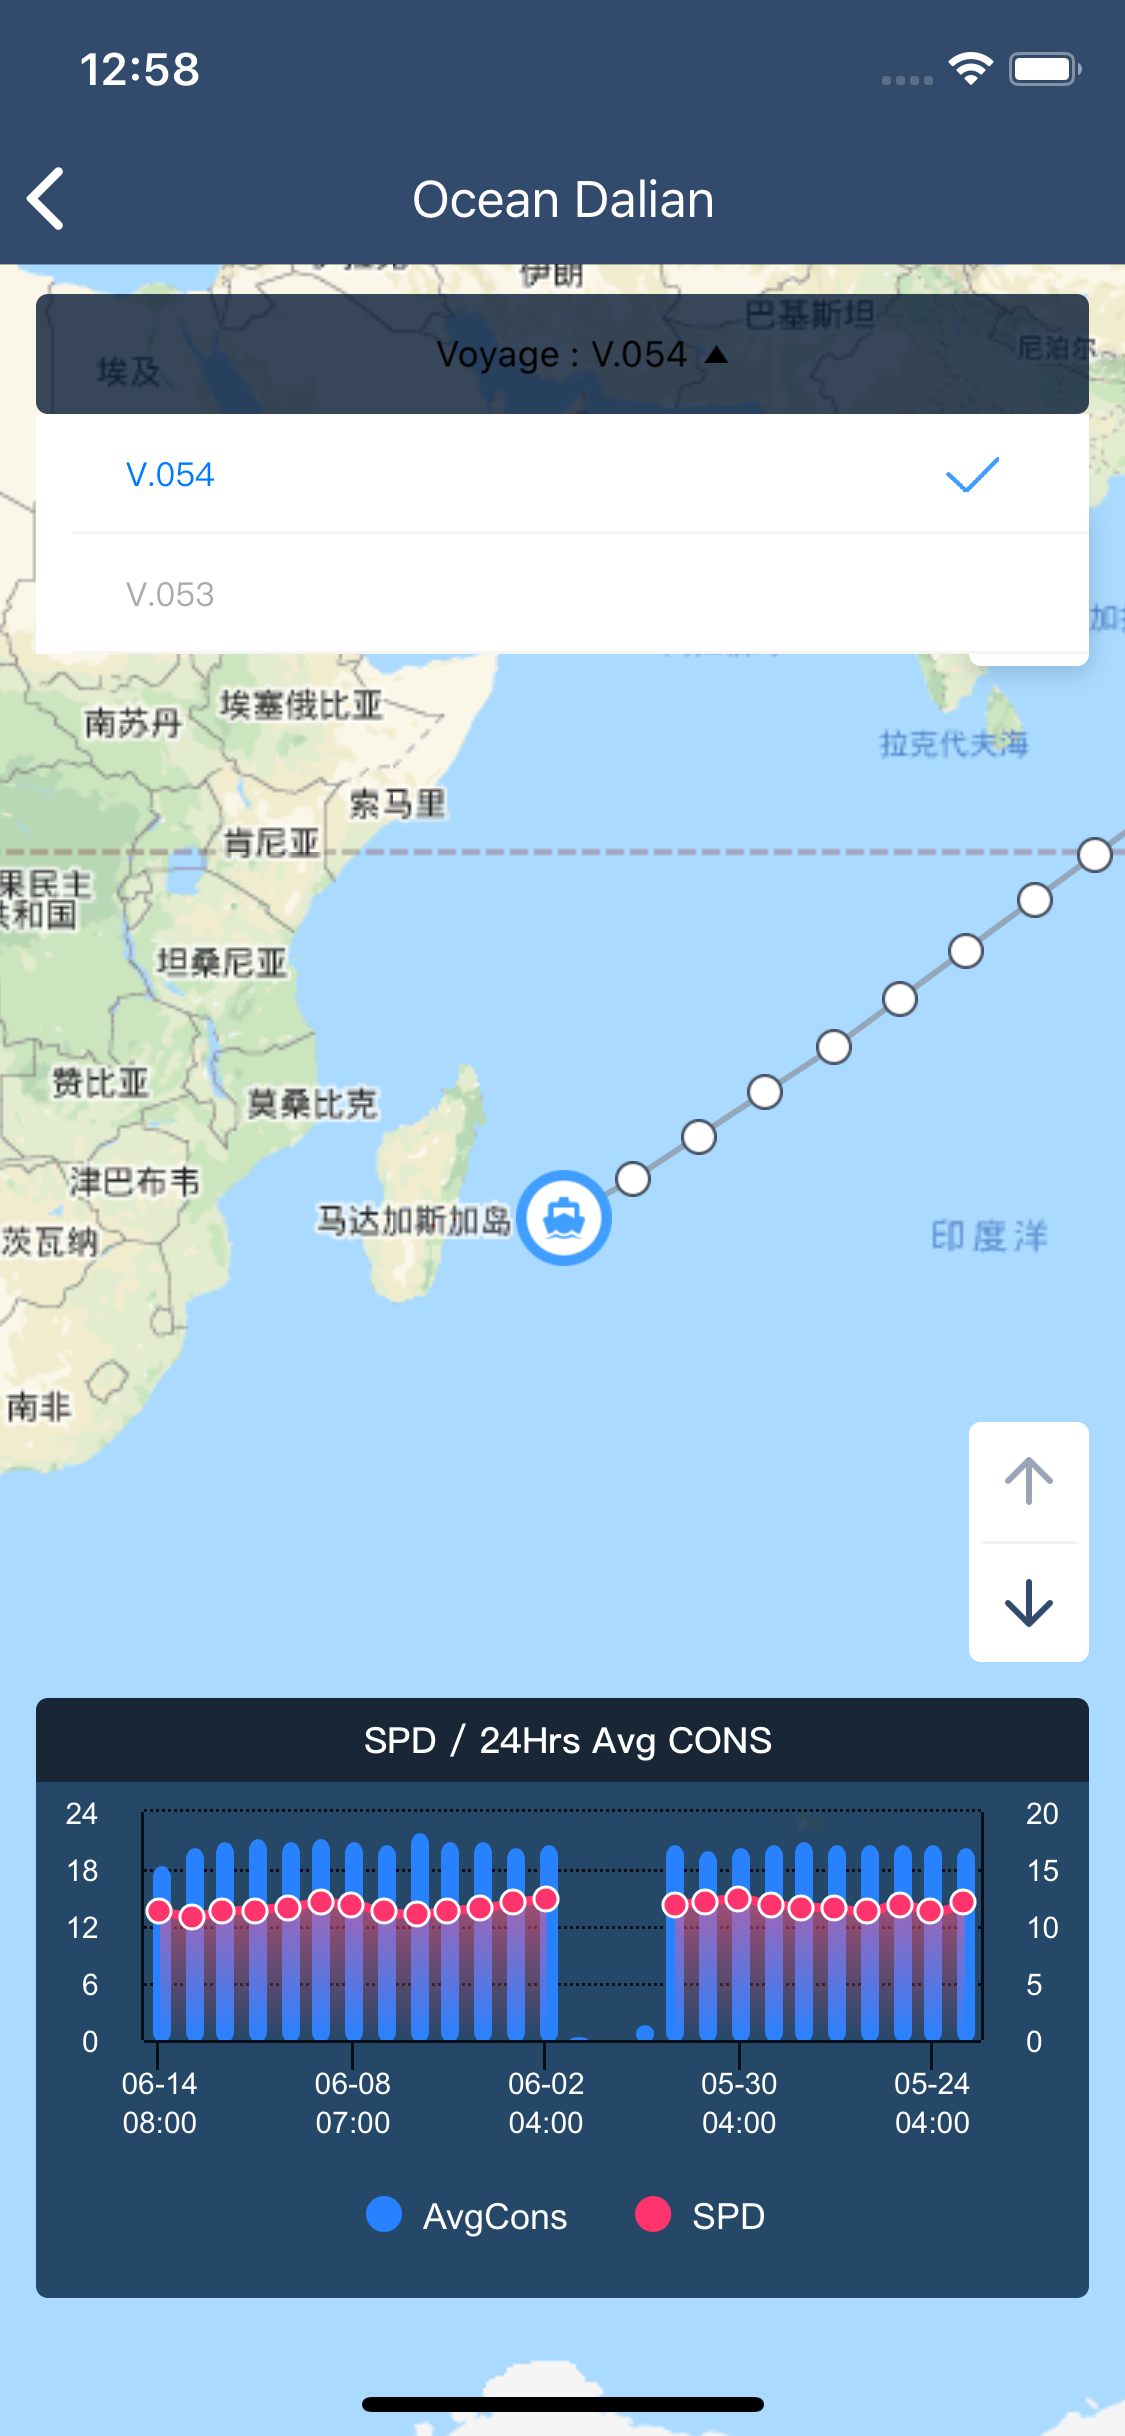 12:58
Ocean Dalian
伊朗
巴基斯坦
尼泊尔
埃及
Voyage : V.054
V.054
V.053
埃塞俄比亚
南苏丹
拉克代夫海
索马里
肯尼亚
果民主
共和国
坦桑尼亚
赞比亚
莫桑比克
津巴布韦
马达加斯加岛
茨瓦纳
印度洋
南非
SPD / 24Hrs Avg CONS
24 20
18 15
12 10
6 5
0 0
06-14 06-08 06-02 05-30 05-24
08:00 07:00 04:00 04:00 04:00
AvgCons SPD